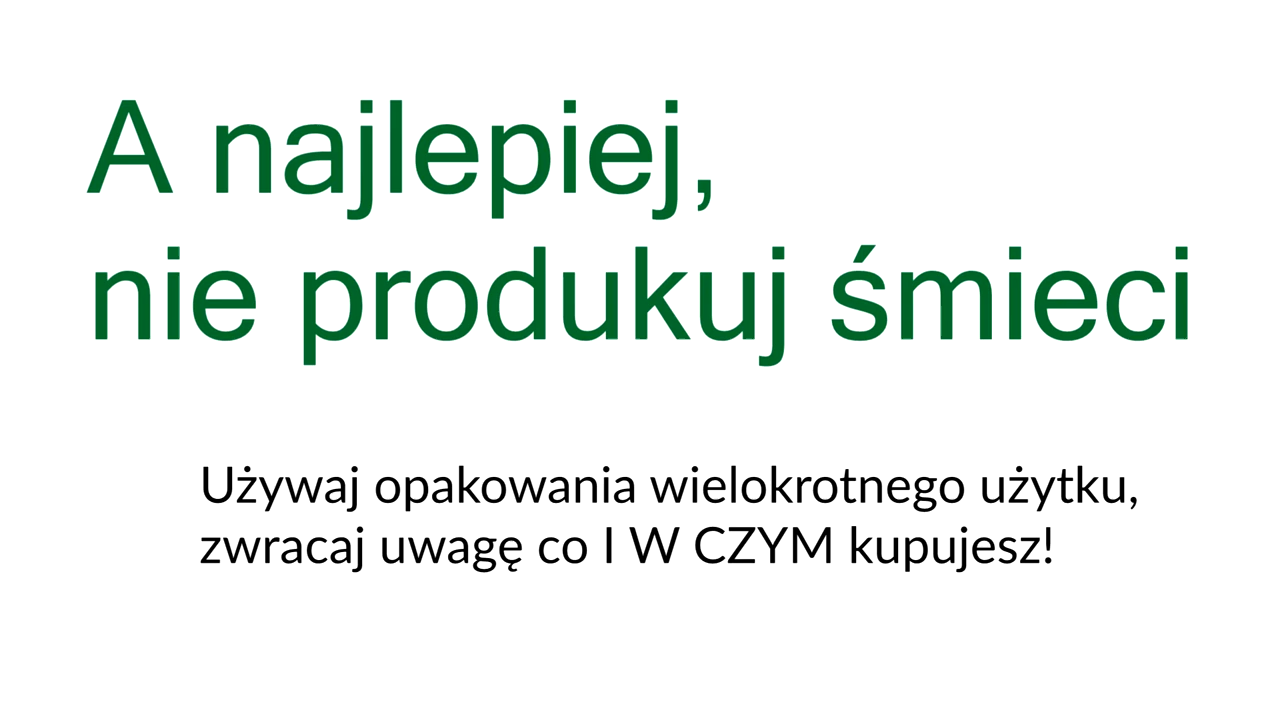 A najlepiej,
nie produkuj śmieci
Używaj opakowania wielokrotnego użytku,
zwracaj uwagę co I W CZYM kupujesz!